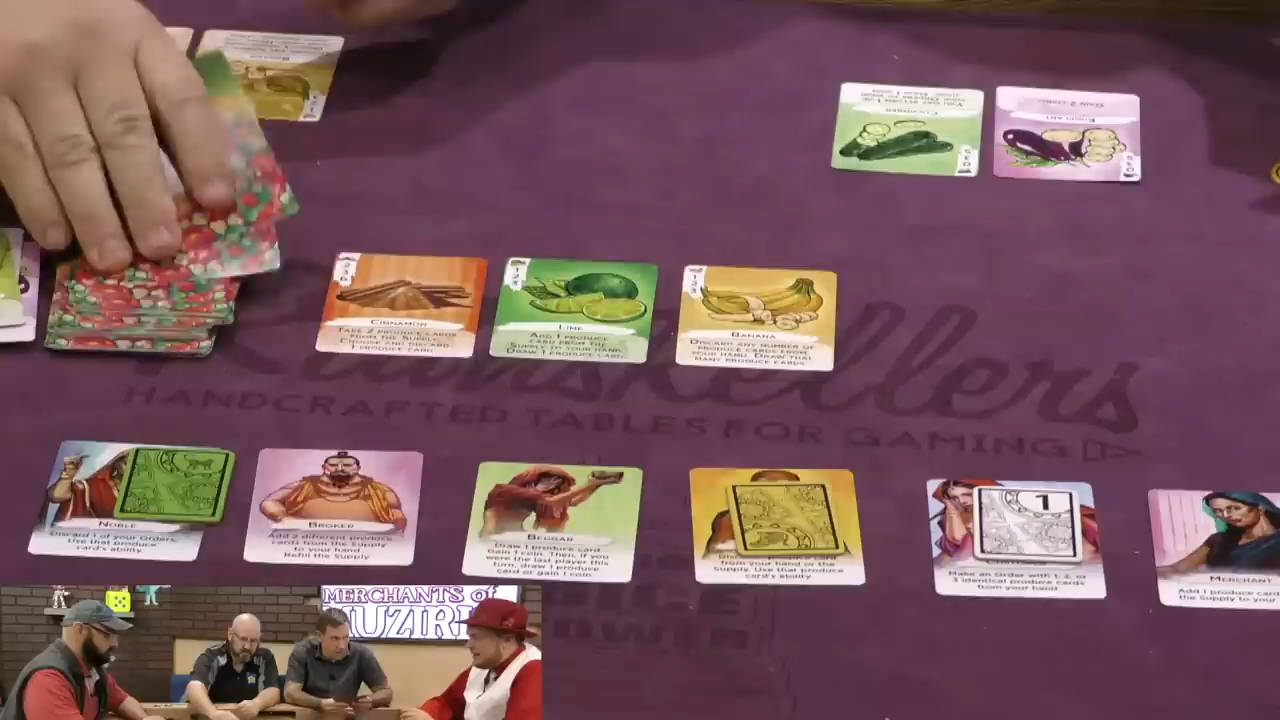 CUCUMBER
EGGPLANT
GAIN 2 COINS.
CINNAMON
TAKE 2 PRODUCE CARDS
FROM THE SUPPLY.
CHOOSE AND DISCARD
1 PRODUCE CARD.
LIME
ADD 1 PRODUCE
CARD FROM THE
SUPPLY TO YOUR HAND.
DRAW 1 PRODUCE CARD.
BANANA
DISCARD ANY NUMBER OF
PRODUCE CARDS FROM
YOUR HAND. DRAW THAT
MANY PRODUCE CARDS.
HANDCRAFTED TABLES FOR GAMING
NOBLE
Discard 1 of your Orders.
Use that produce
card's ability.
BROKER
Add 2 different produce
cards from the Supply
to your hand.
Refill the Supply.
BEGGAR
Draw 1 produce card.
Gain 1 coin. Then, if you
were the last player this
turn, draw 1 produce
card or gain 1 coin.
from your hand or the
Supply. Use that produce
card's ability.
1
Make an Order with 1, 2, or
3 identical produce cards
from your hand.
MERCHANT
Add 1 produce card
the Supply to your
MERCHANTS OF
MUZIRI